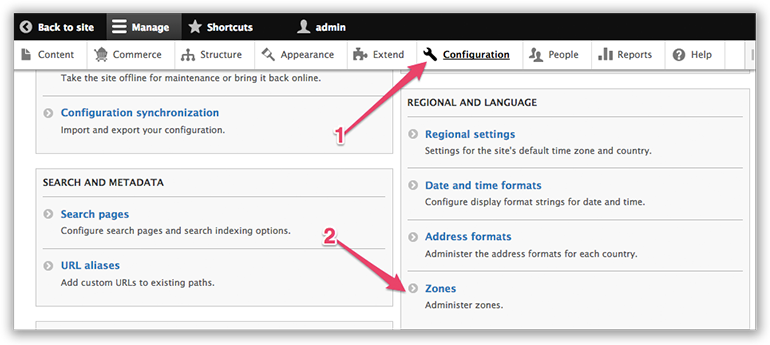 Back to site Manage Shortcuts admin
Content Commerce Structure Appearance Extend Configuration People Reports Help
Take the site offline for maintenance or bring it back online.
Configuration synchronization
Import and export your configuration.
1
SEARCH AND METADATA
Search pages
Configure search pages and search indexing options.
URL aliases
Add custom URLs to existing paths.
REGIONAL AND LANGUAGE
Regional settings
Settings for the site's default time zone and country.
Date and time formats
Configure display format strings for date and time.
Address formats
Administer the address formats for each country.
2
Zones
Administer zones.